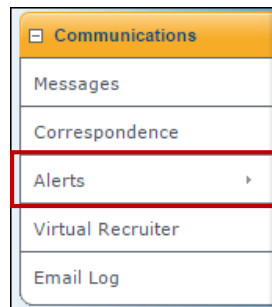 Communications
Messages
Correspondence
Alerts
Virtual Recruiter
Email Log